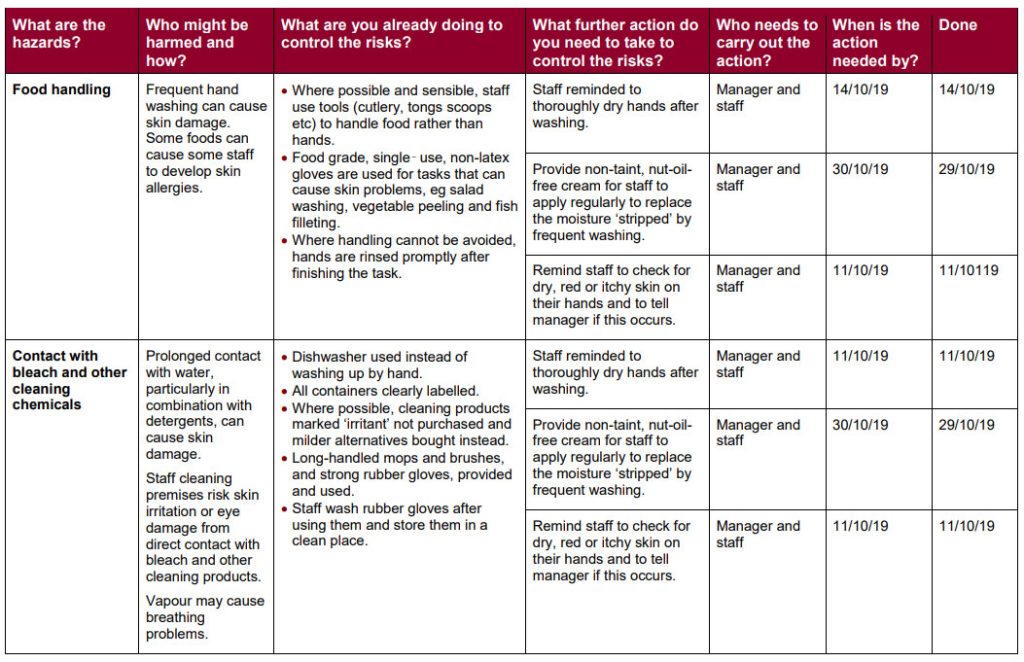 What are the
hazards?
Who might be
harmed and
how?
What are you already doing to
control the risks?
What further action do
you need to take to
control the risks?
Who needs to
carry out the
action?
When is the
action
needed by?
Done
Food handling
Frequent hand
washing can cause
skin damage.
Some foods can
cause some staff
to develop skin
allergies.
• Where possible and sensible, staff
use tools (cutlery, tongs scoops
etc) to handle food rather than
hands.
• Food grade, single-use, non-latex
gloves are used for tasks that can
cause skin problems, eg salad
washing, vegetable peeling and fish
filleting.
• Where handling cannot be avoided,
hands are rinsed promptly after
finishing the task.
Staff reminded to
thoroughly dry hands after
washing.
Manager and
staff
14/10/19
14/10/19
Provide non-taint, nut-oil-
free cream for staff to
apply regularly to replace
the moisture ‘stripped’ by
frequent washing.
Manager and
staff
30/10/19
29/10/19
Remind staff to check for
dry, red or itchy skin on
their hands and to tell
manager if this occurs.
Manager and
staff
11/10/19
11/10119
Contact with
bleach and other
cleaning
chemicals
Prolonged contact
with water,
particularly in
combination with
detergents, can
cause skin
damage.
Staff cleaning
premises risk skin
irritation or eye
damage from
direct contact with
bleach and other
cleaning products.
Vapour may cause
breathing
problems.
• Dishwasher used instead of
washing up by hand.
• All containers clearly labelled.
• Where possible, cleaning products
marked ‘irritant’ not purchased and
milder alternatives bought instead.
• Long-handled mops and brushes,
and strong rubber gloves, provided
and used.
• Staff wash rubber gloves after
using them and store them in a
clean place.
Staff reminded to
thoroughly dry hands after
washing.
Manager and
staff
11/10/19
11/10/19
Provide non-taint, nut-oil-
free cream for staff to
apply regularly to replace
the moisture ‘stripped’ by
frequent washing.
Manager and
staff
30/10/19
29/10/19
Remind staff to check for
dry, red or itchy skin on
their hands and to tell
manager if this occurs.
Manager and
staff
11/10/19
11/10/19